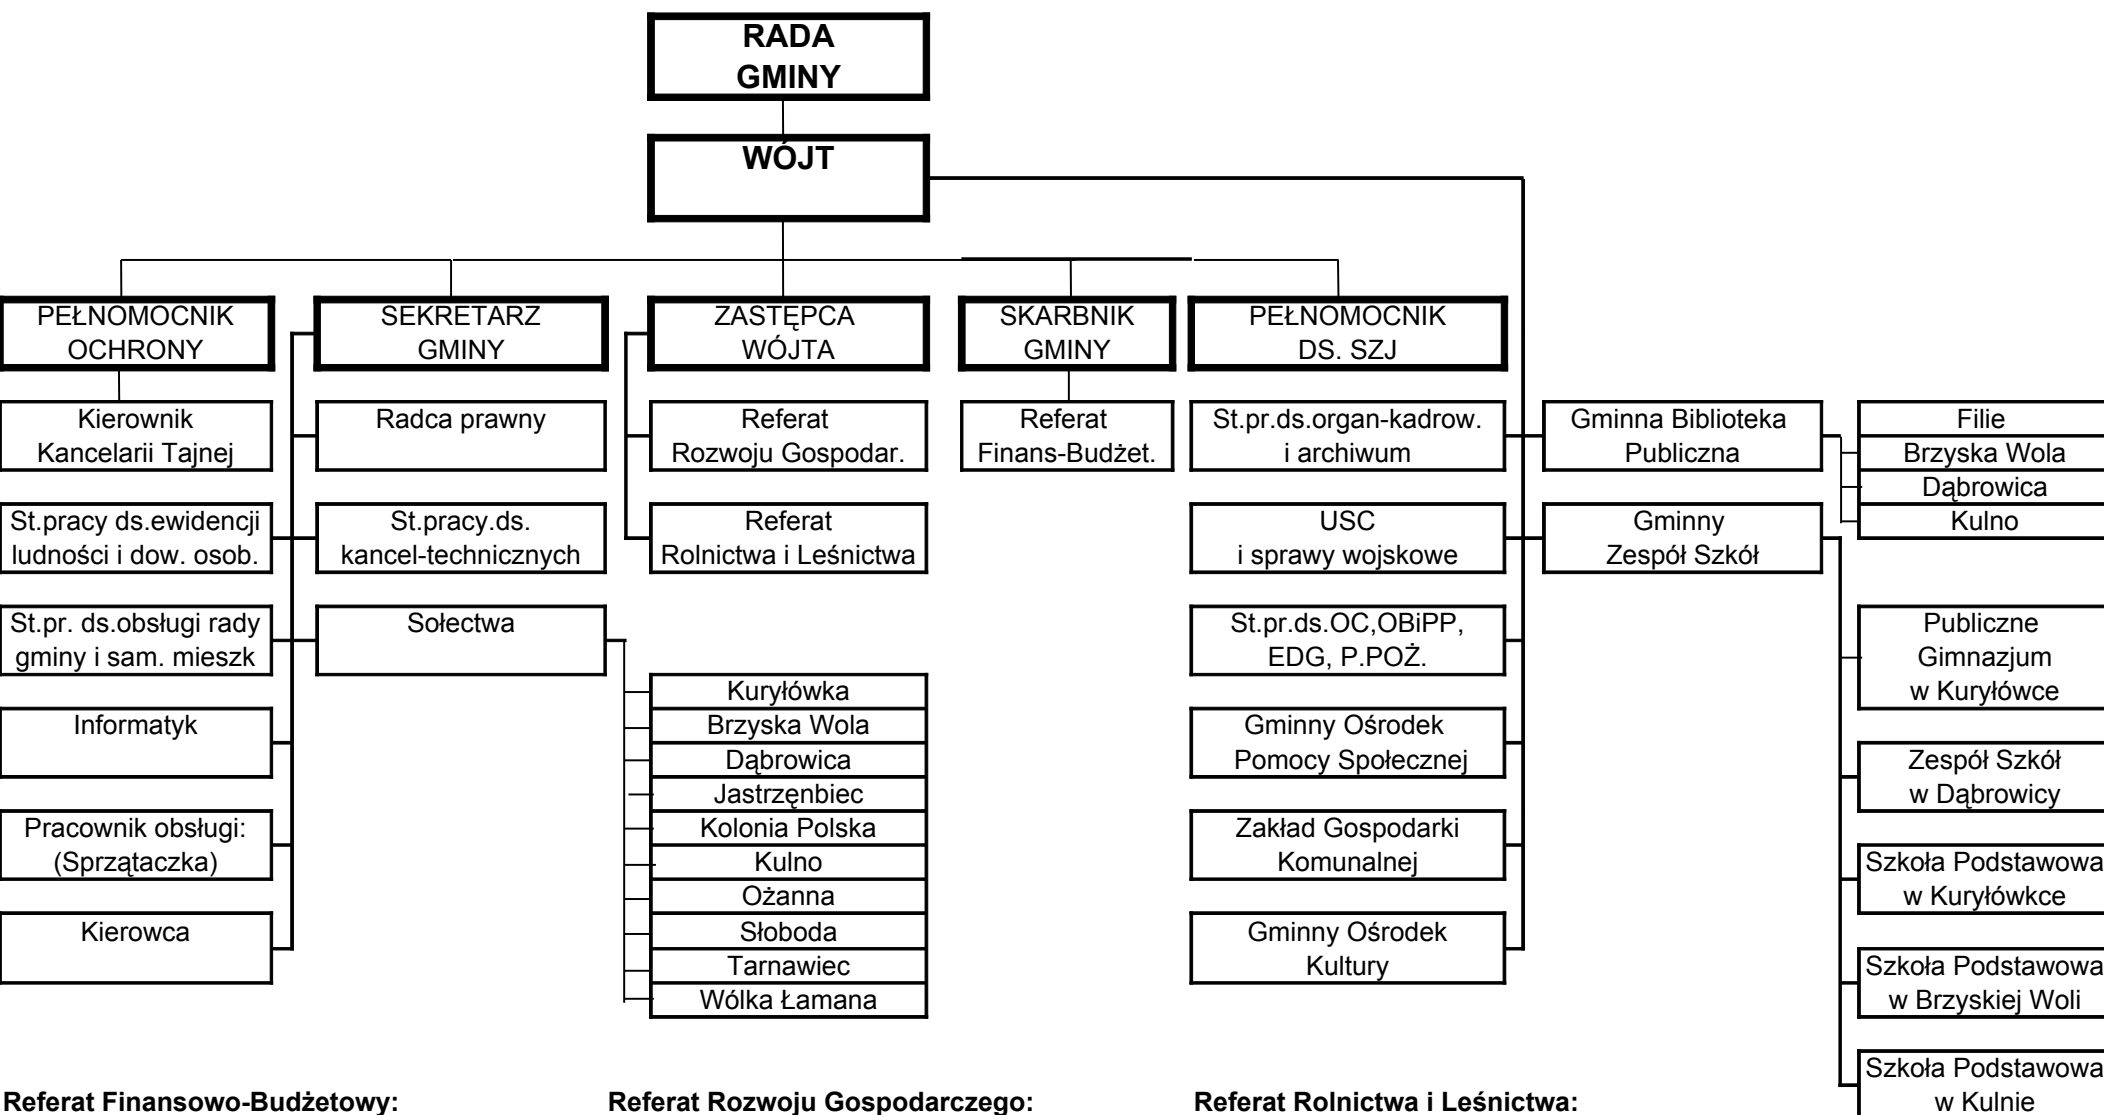 RADA
GMINY
WÓJT
PEŁNOMOCNIK
OCHRONY
SEKRETARZ
GMINY
ZASTĘPCA
WÓJTA
SKARBNIK
GMINY
PEŁNOMOCNIK
DS. SZJ
Kierownik
Kancelarii Tajnej
Radca prawny
Referat
Rozwoju Gospodar.
Referat
Finans-Budżet.
St.pr.ds.organ-kadrow.
i archiwum
Gminna Biblioteka
Publiczna
Filie
Brzyska Wola
Dąbrowica
Kulno
St.pracy ds.ewidencji
ludności i dow. osob.
St.pracy.ds.
kancel-technicznych
Referat
Rolnictwa i Leśnictwa
USC
i sprawy wojskowe
Gminny
Zespół Szkół
St.pr. ds.obsługi rady
gminy i sam. mieszk
Sołectwa
St.pr.ds.OC,OBiPP,
EDG, P.POŻ.
Publiczne
Gimnazjum
w Kuryłówce
Kuryłówka
Brzyska Wola
Dąbrowica
Jastrzęnbiec
Kolonia Polska
Kulno
Ożanna
Słoboda
Tarnawiec
Wólka Łamana
Informatyk
Gminny Ośrodek
Pomocy Społecznej
Zespół Szkół
w Dąbrowicy
Pracownik obsługi:
(Sprzątaczka)
Zakład Gospodarki
Komunalnej
Szkoła Podstawowa
w Kuryłówkce
Kierowca
Gminny Ośrodek
Kultury
Szkoła Podstawowa
w Brzyskiej Woli
Szkoła Podstawowa
w Kulnie
Referat Finansowo-Budżetowy:
Referat Rozwoju Gospodarczego:
Referat Rolnictwa i Leśnictwa: